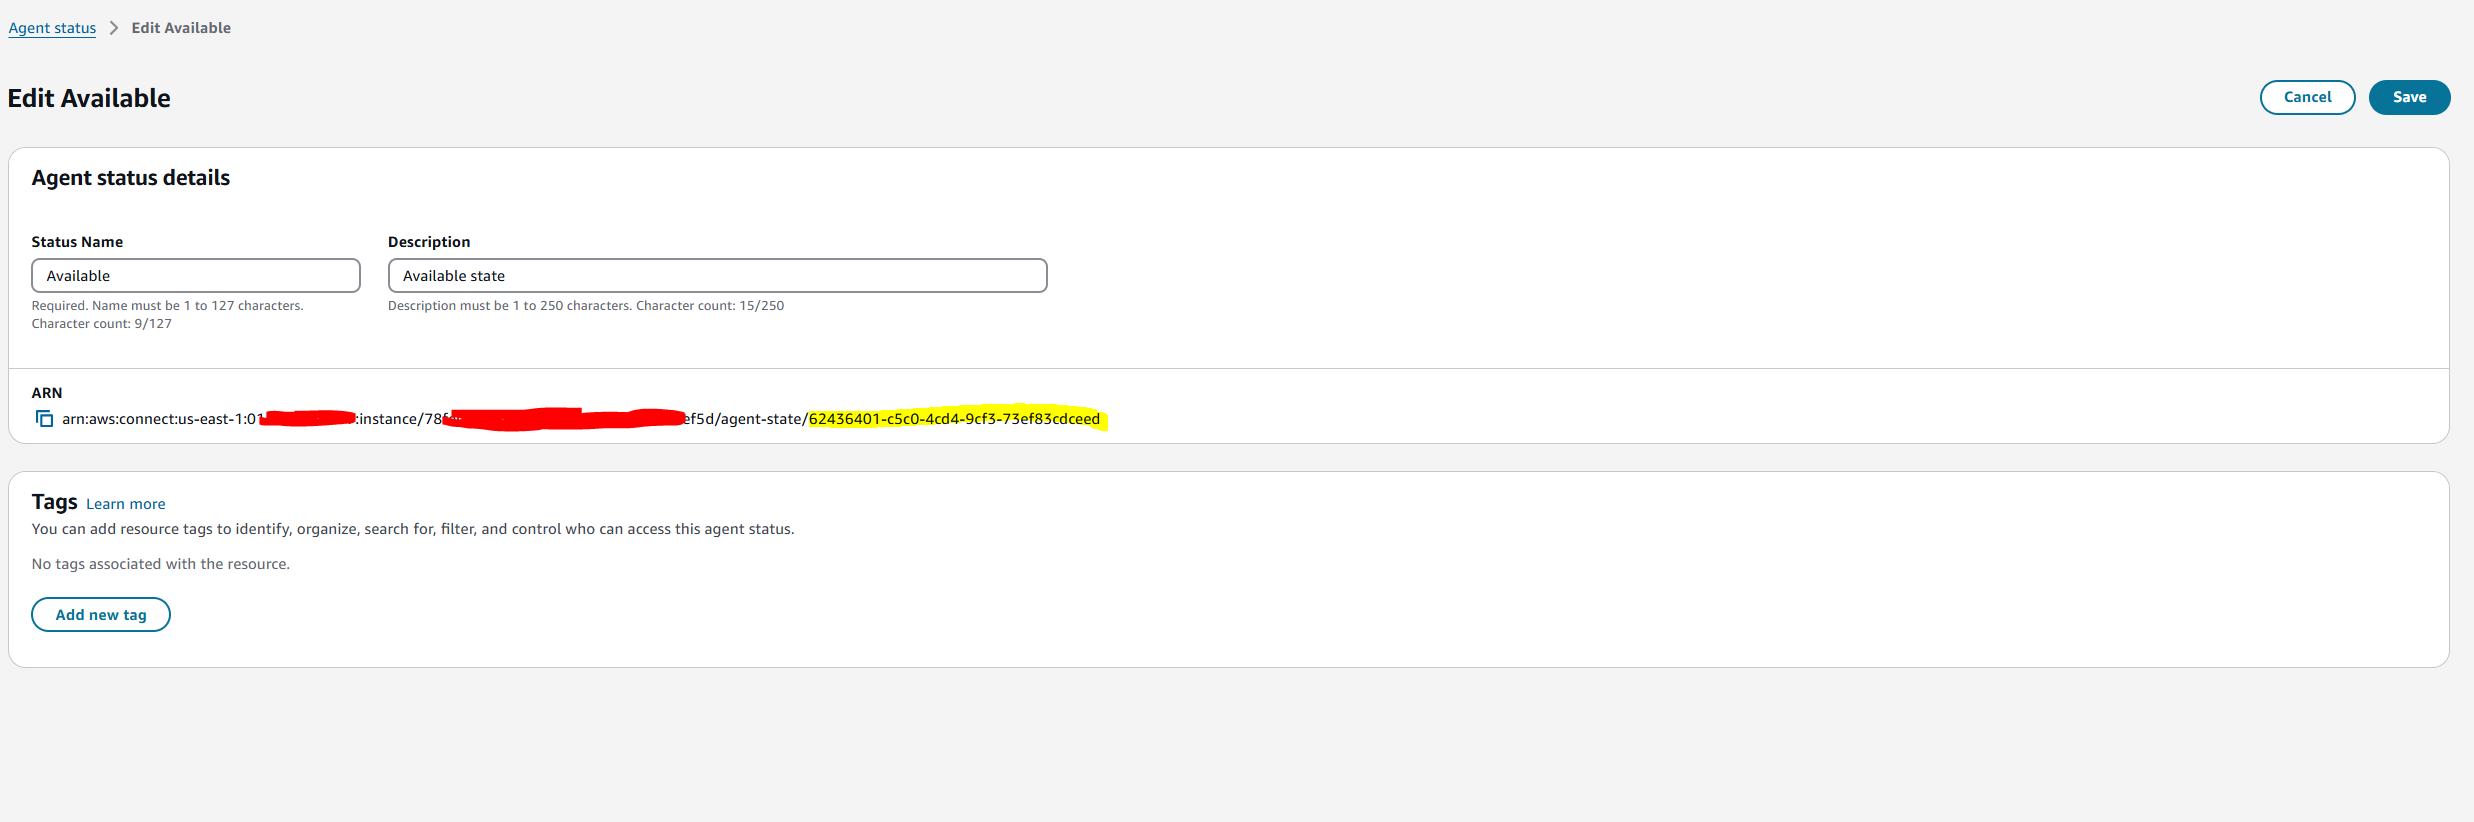 Agent status > Edit Available
Edit Available
Cancel
Save
Agent status details
Status Name
Description
Available
Available state
Required. Name must be 1 to 127 characters.
Character count: 9/127
Description must be 1 to 250 characters. Character count: 15/250
ARN
arn:aws:connect:us-east-1:01 :instance/78f ef5d/agent-state/62436401-c5c0-4cd4-9cf3-73ef83cdceed
Tags Learn more
You can add resource tags to identify, organize, search for, filter, and control who can access this agent status.
No tags associated with the resource.
Add new tag